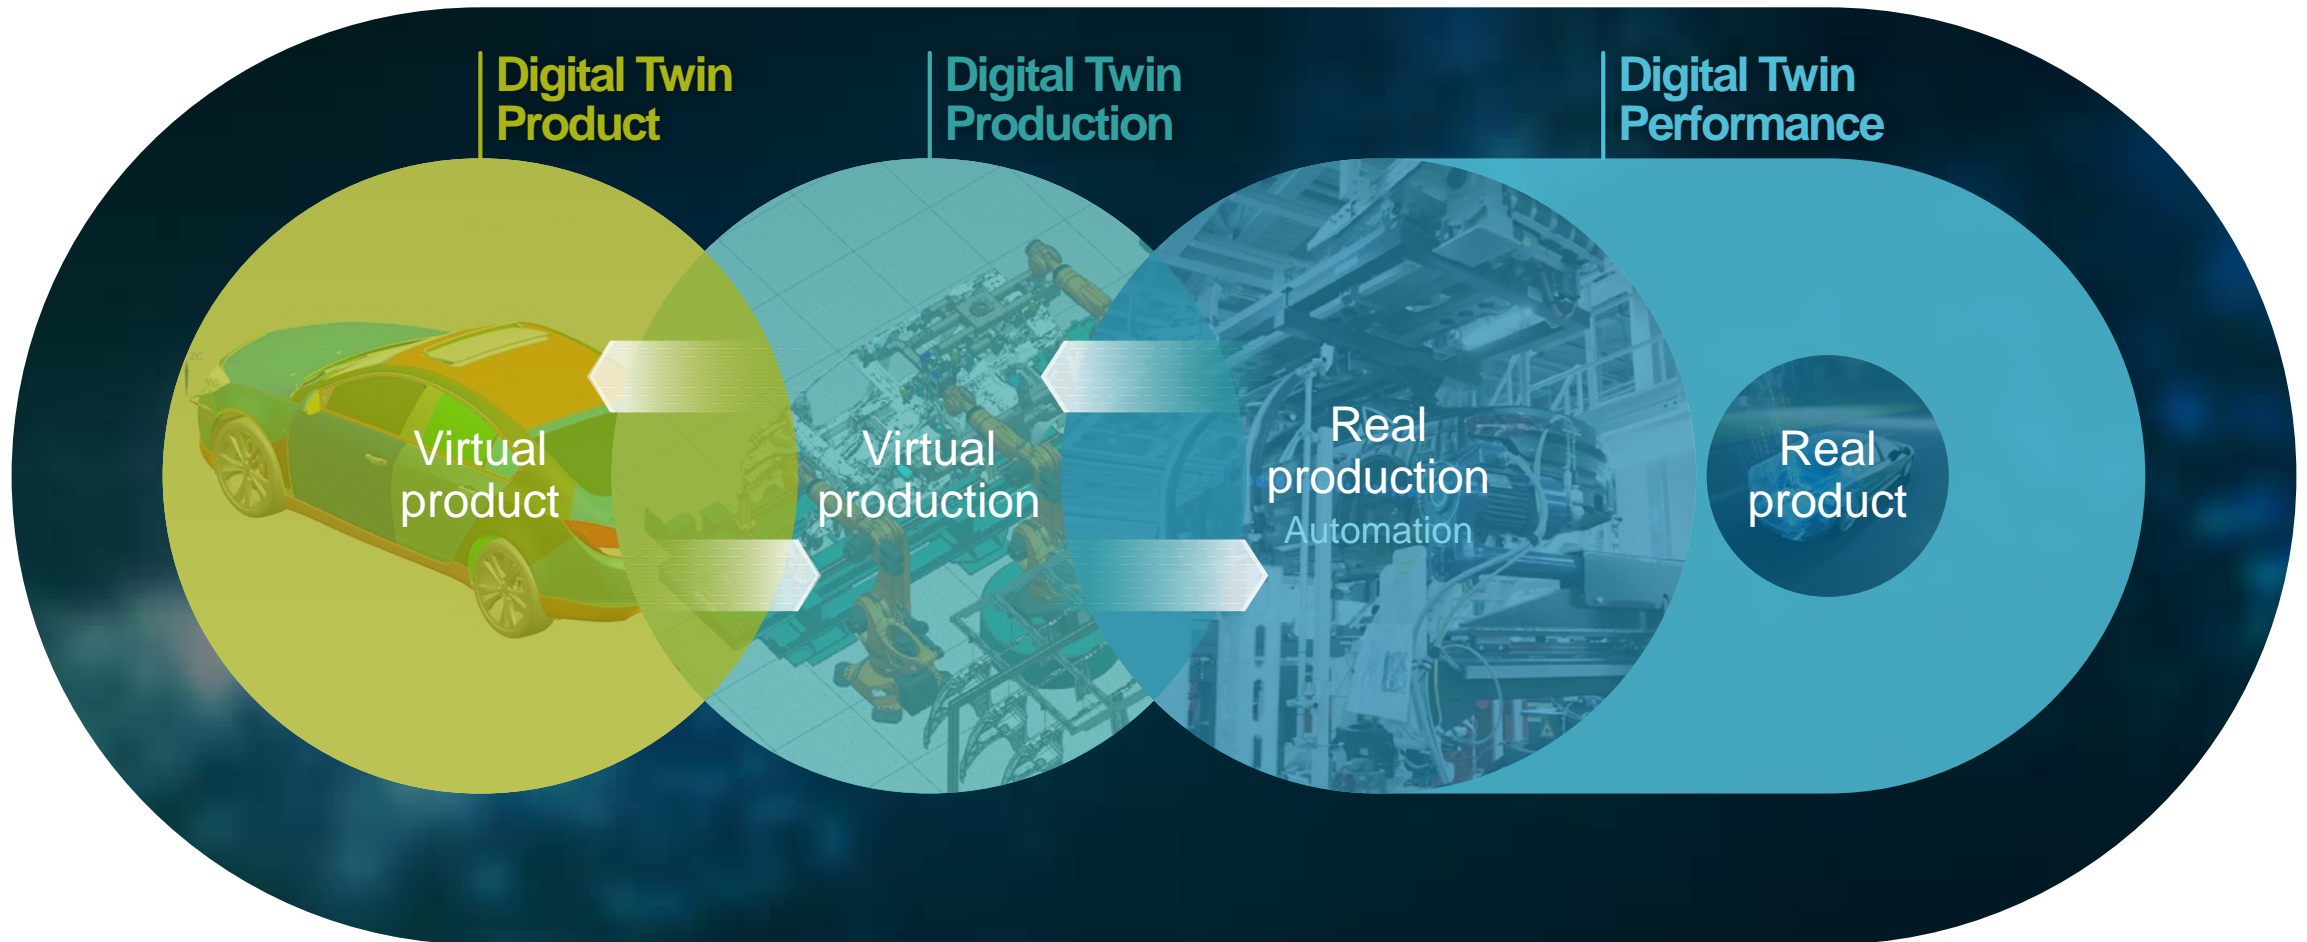 Digital Twin
Product
Digital Twin
Production
Digital Twin
Performance
Virtual
product
Virtual
production
Real
production
Automation
Real
product